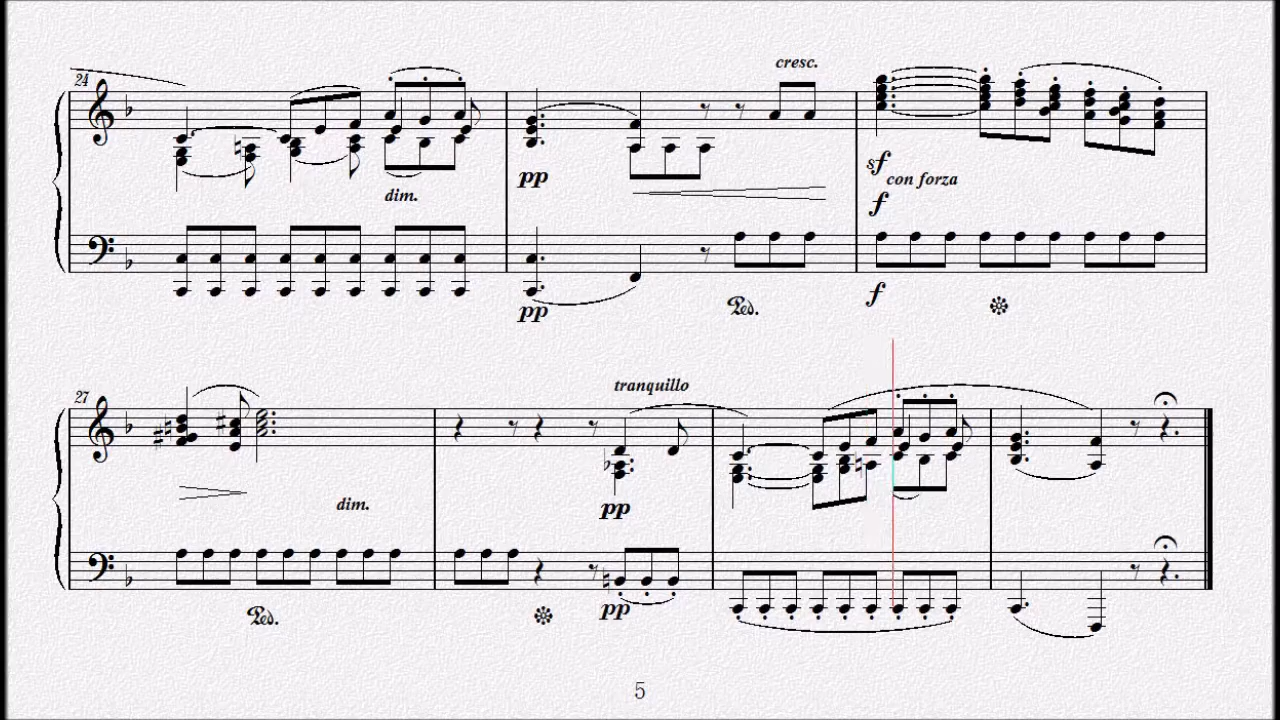 24
cresc.
pp
dim.
sf
con forza
f
pp
Ped.
f
27
tranquillo
dim.
pp
Ped.
pp
5